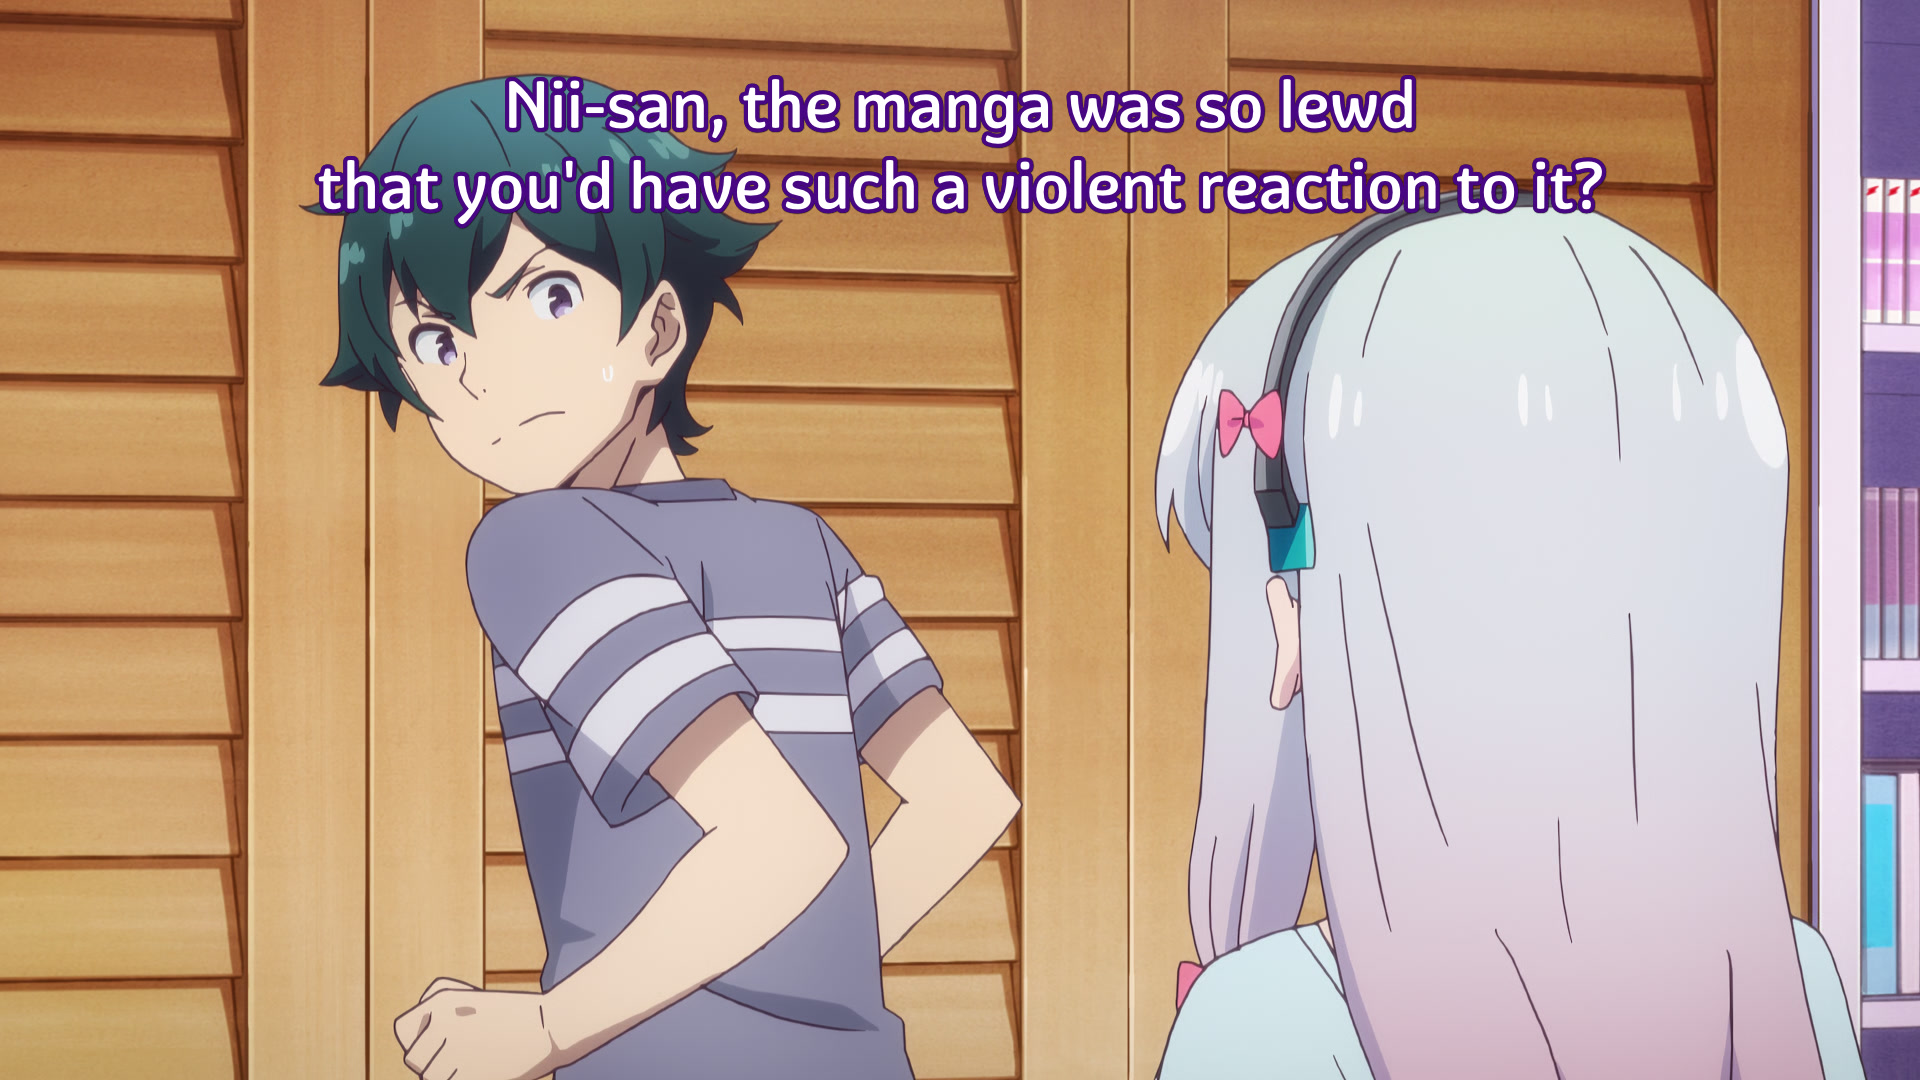 Nii-san, the manga was so lewd
that you'd have such a violent reaction to it?